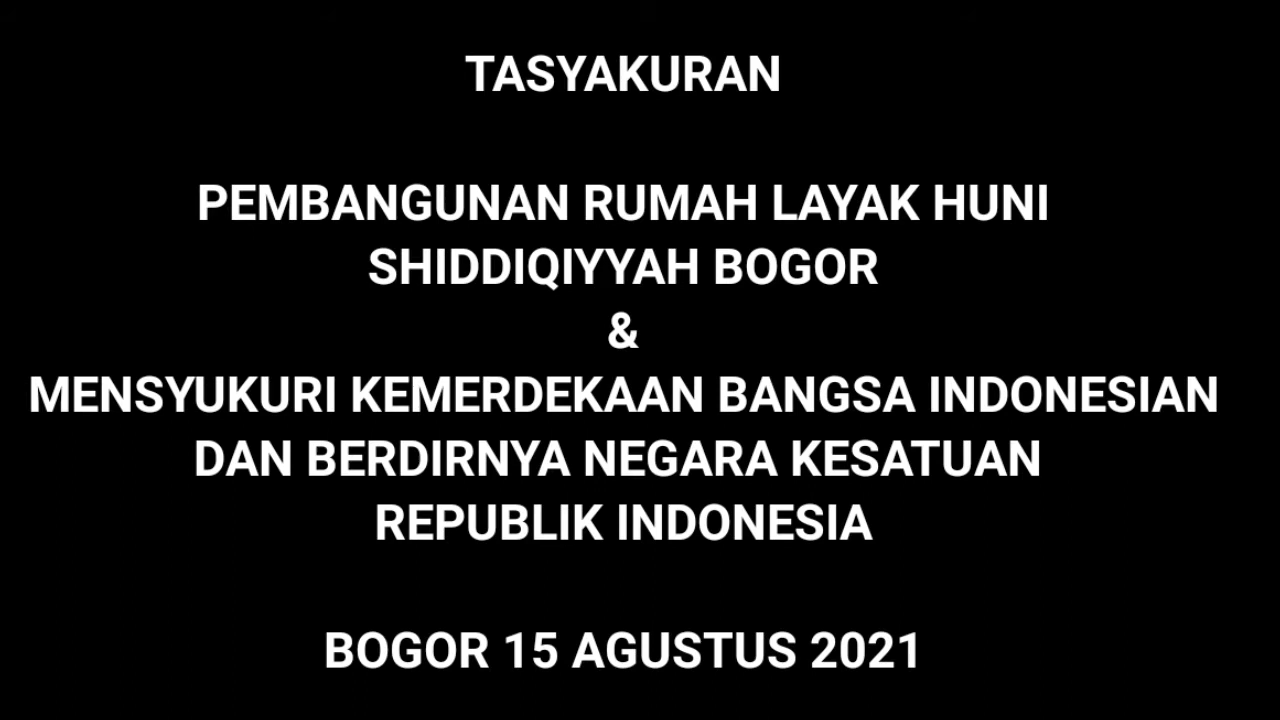 TASYAKURAN
PEMBANGUNAN RUMAH LAYAK HUNI
SHIDDIQIYYAH BOGOR
&
MENSYUKURI KEMERDEKAAN BANGSA INDONESIAN
DAN BERDIRNYA NEGARA KESATUAN
REPUBLIK INDONESIA
BOGOR 15 AGUSTUS 2021